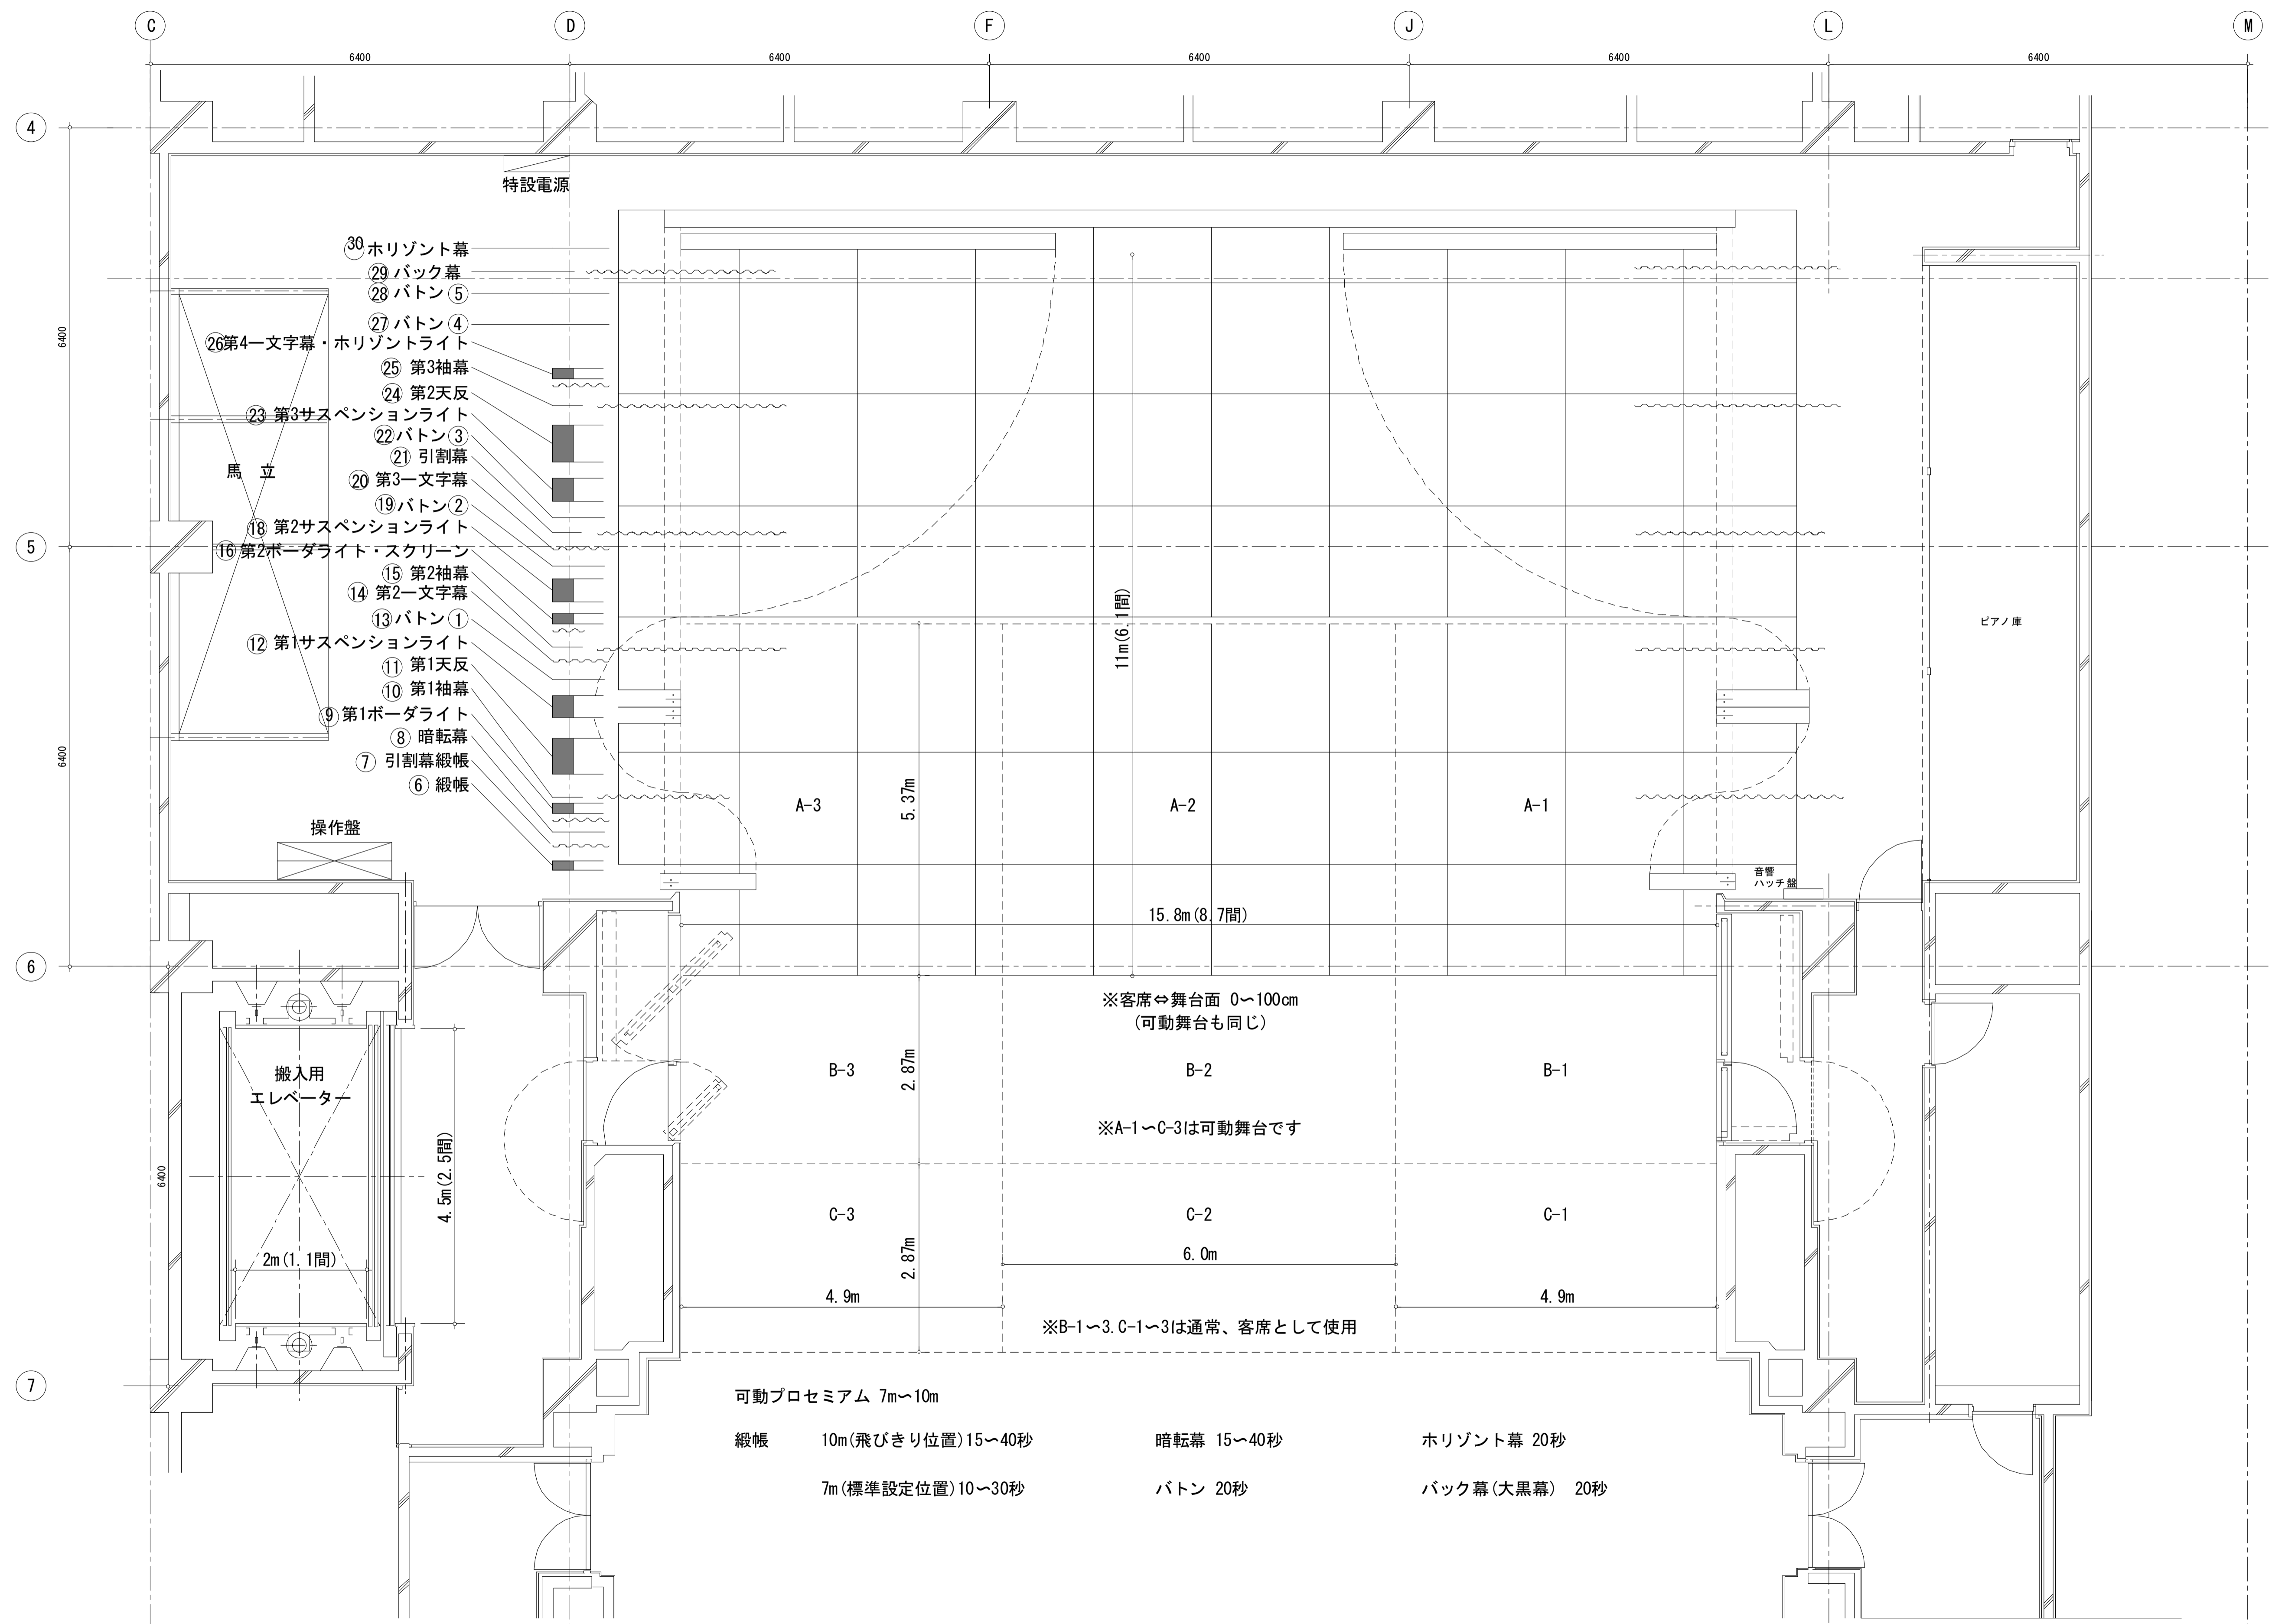 C D F J L M
6400 6400 6400 6400 6400
4
特設電源
㉚ホリゾント幕
㉙バック幕
㉘バトン⑤
㉗バトン④
6400
㉖第4一文字幕・ホリゾントライト
㉕ 第3袖幕
㉔ 第2天反
㉓ 第3サスペンションライト
㉒バトン③
㉑ 引割幕
馬 立
⑳ 第3一文字幕
⑲バトン②
⑱ 第2サスペンションライト
5
⑯ 第2ボーダライト・スクリーン
⑮ 第2袖幕
⑭ 第2一文字幕
⑬バトン①
11m(6.1間)
ピアノ庫
⑫ 第1サスペンションライト
⑪ 第1天反
⑩ 第1袖幕
⑨ 第1ボーダライト
⑧ 暗転幕
6400
⑦ 引割幕緞帳
⑥ 緞帳
A-3 A-2 A-1
5.37m
操作盤
音響
ハッチ盤
15.8m(8.7間)
6
※客席⇔舞台面 0〜100cm
(可動舞台も同じ)
搬入用
エレベーター
B-3 B-2 B-1
2.87m
※A-1〜C-3は可動舞台です
6400
4.5m(2.5間)
C-3 C-2 C-1
2m(1.1間)
2.87m
6.0m
4.9m 4.9m
※B-1〜3.C-1〜3は通常、客席として使用
7
可動プロセミアム 7m〜10m
緞帳 10m(飛びきり位置)15〜40秒 暗転幕 15〜40秒 ホリゾント幕 20秒
7m(標準設定位置)10〜30秒 バトン 20秒 バック幕(大黒幕) 20秒